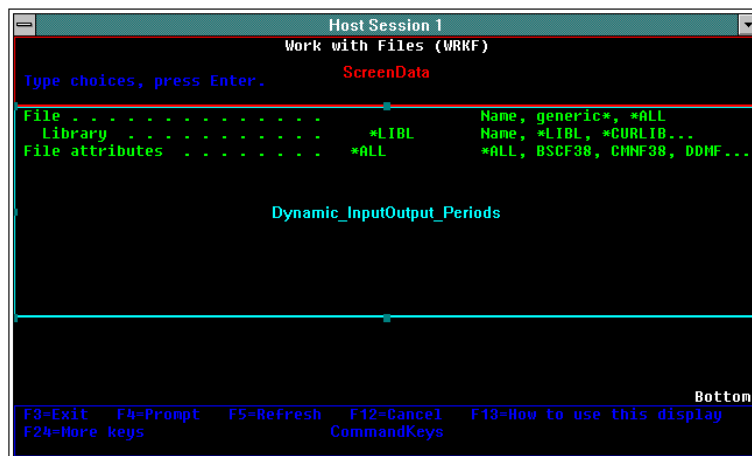 Host Session 1
Work with Files (WRKF)
ScreenData
Type choices, press Enter.
File . . . . . . . . . . . . . . Name, generic*, *ALL
Library . . . . . . . . . . . *LIBL Name, *LIBL, *CURLIB...
File attributes . . . . . . . . *ALL *ALL, BSCF38, CMNF38, DDMF...
Dynamic_InputOutput_Periods
Bottom
F3=Exit F4=Prompt F5=Refresh F12=Cancel F13=How to use this display
F24=More keys CommandKeys